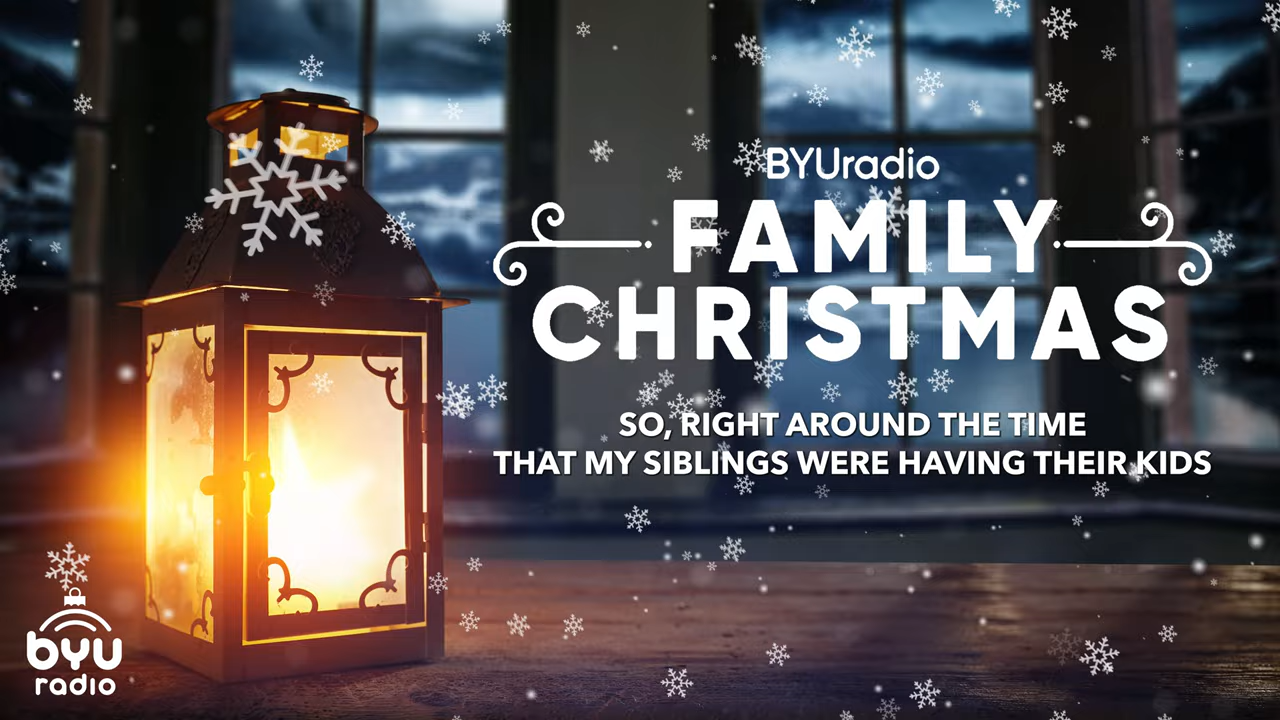 BYUradio
FAMILY
CHRISTMAS
SO, RIGHT AROUND THE TIME
THAT MY SIBLINGS WERE HAVING THEIR KIDS
byu
radio